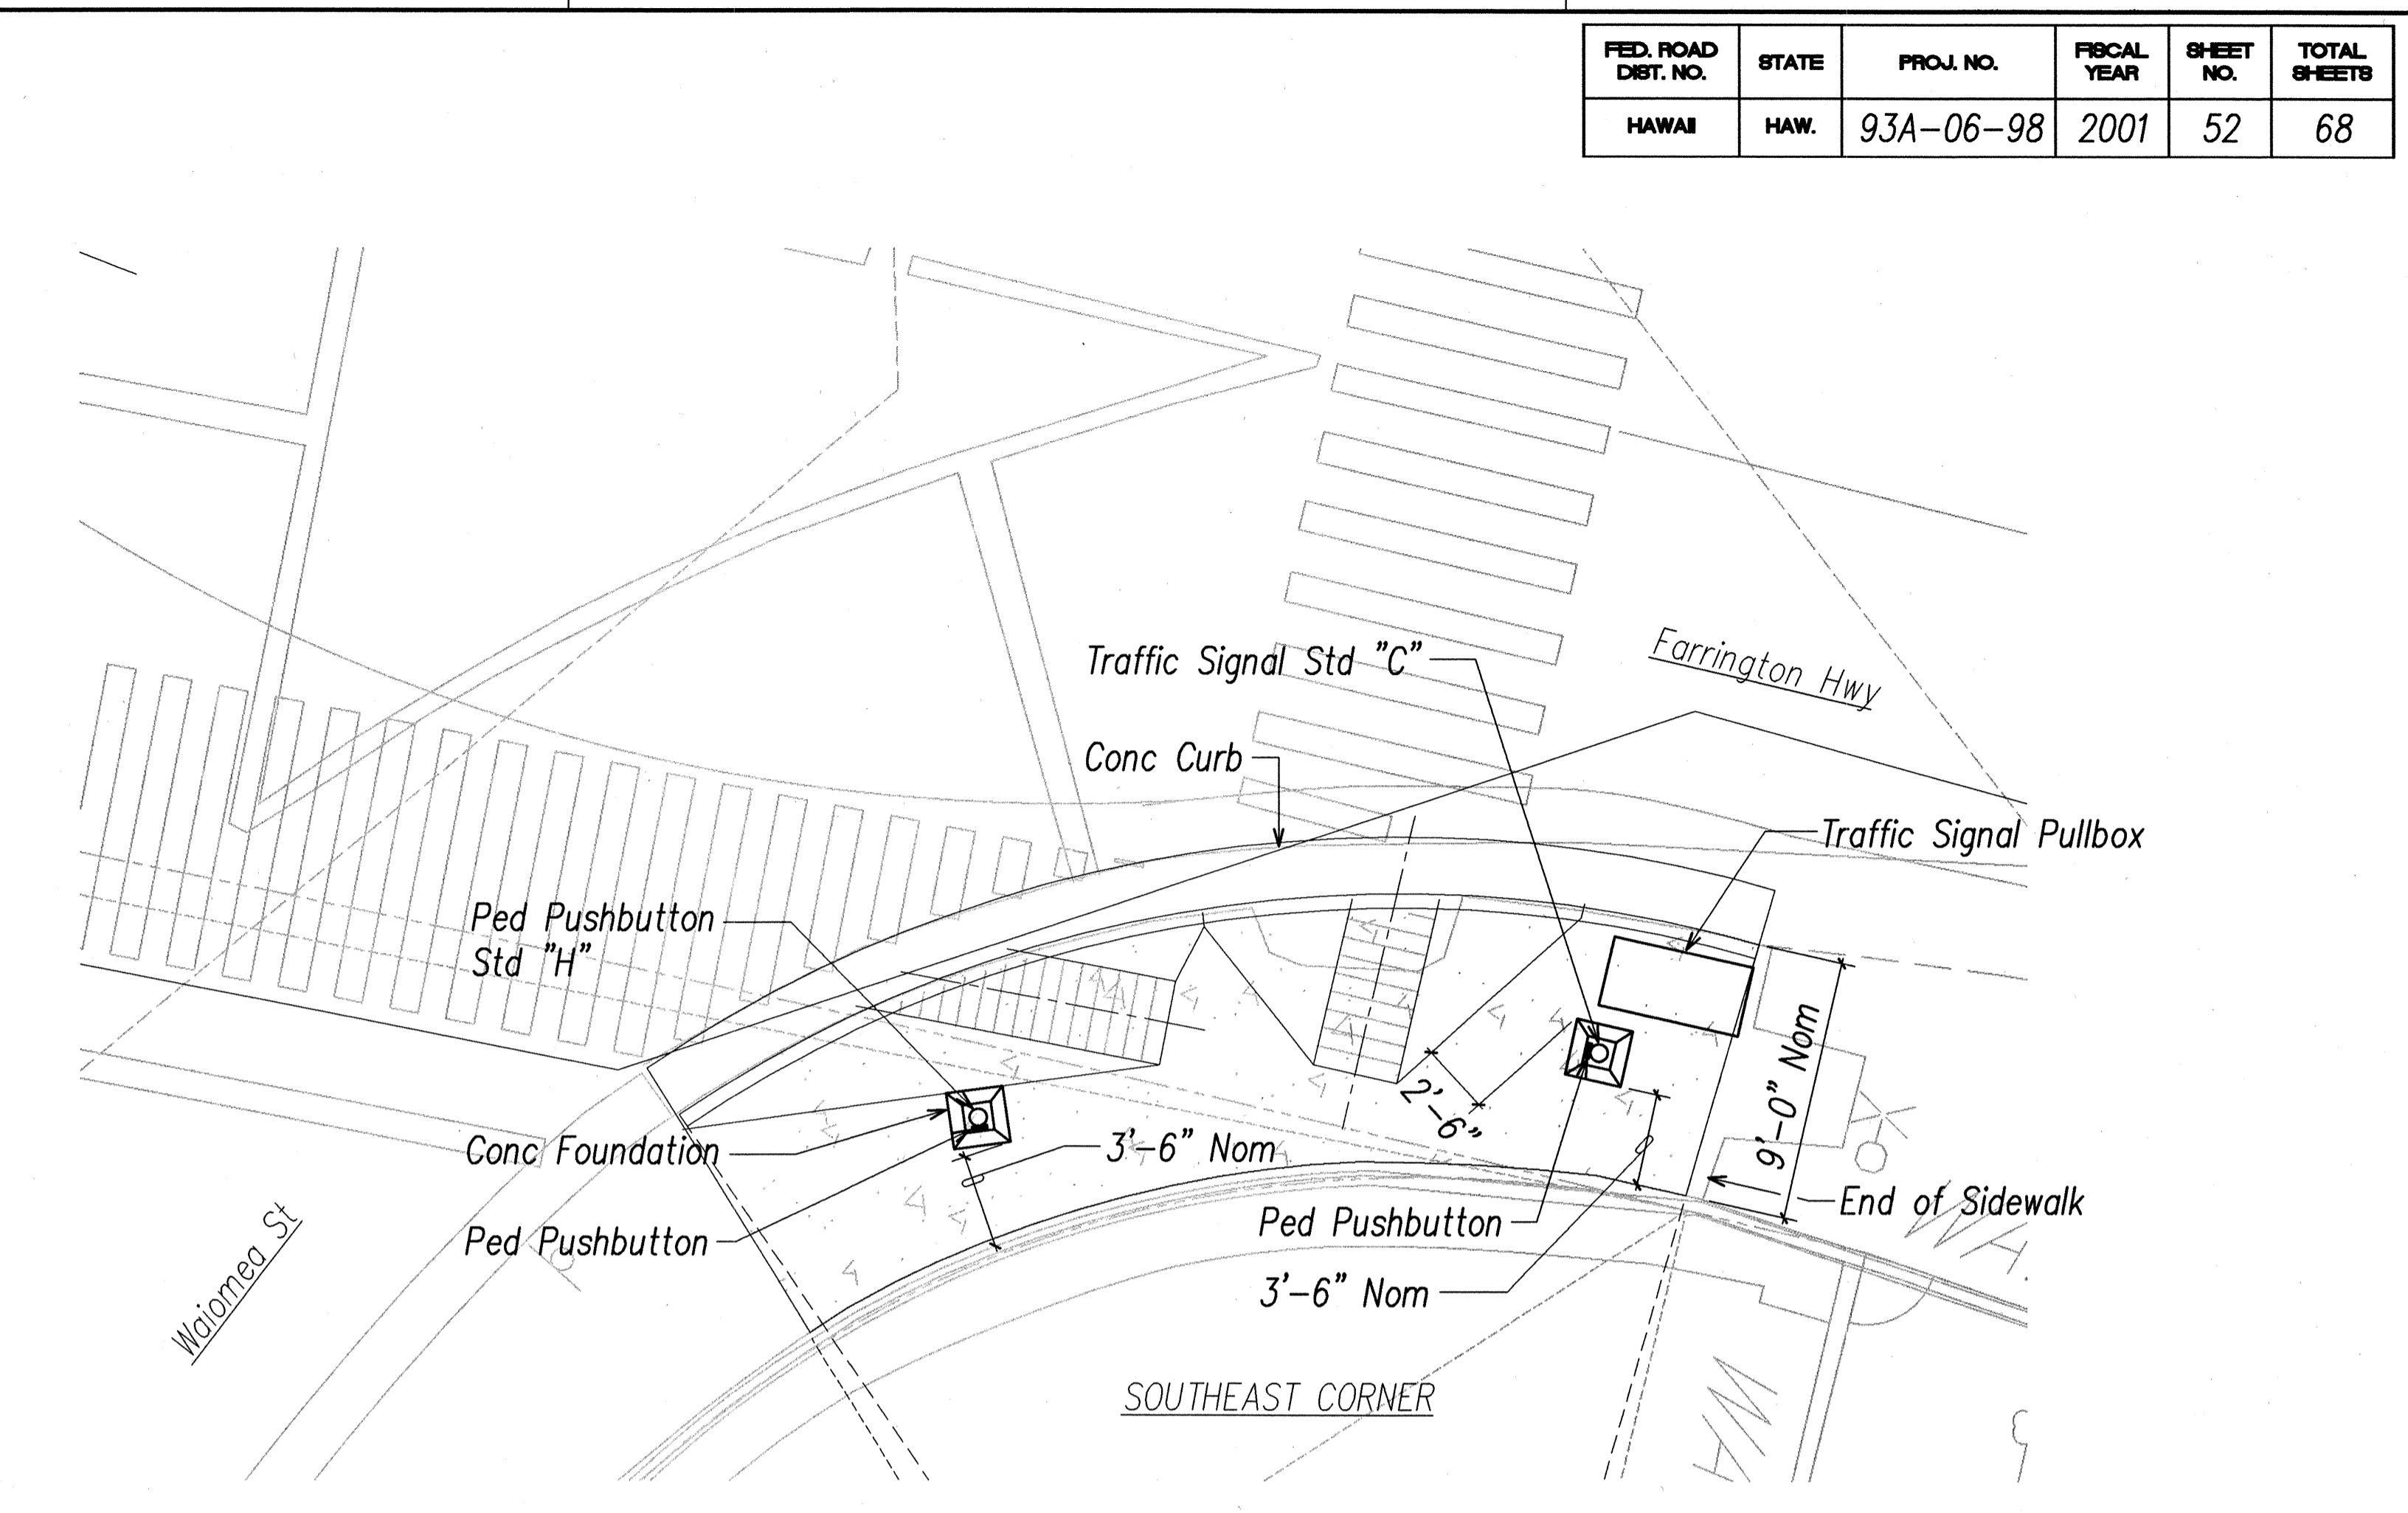 FED. ROAD DIST. NO.
STATE
PROJ. NO.
FISCAL YEAR
SHEET NO.
TOTAL SHEETS
HAWAII
HAW.
93A-06-98
2001
52
68
Farrington Hwy
Traffic Signal Std "C"
Conc Curb
Traffic Signal Pullbox
Ped Pushbutton
Std "H"
9'-0" Nom
2'-6"
Conc Foundation
3'-6" Nom
Ped Pushbutton
Ped Pushbutton
End of Sidewalk
3'-6" Nom
Waiomea St
SOUTHEAST CORNER
WA
WA